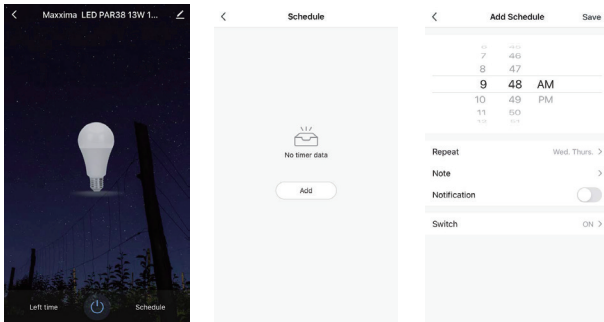 Maxxima LED PAR38 13W 1...
Left time
Schedule
Schedule
No timer data
Add
Add Schedule
Save
7 46
8 47
9 48 AM
10 49 PM
11 50
Repeat
Wed. Thurs.
Note
Notification
Switch
ON